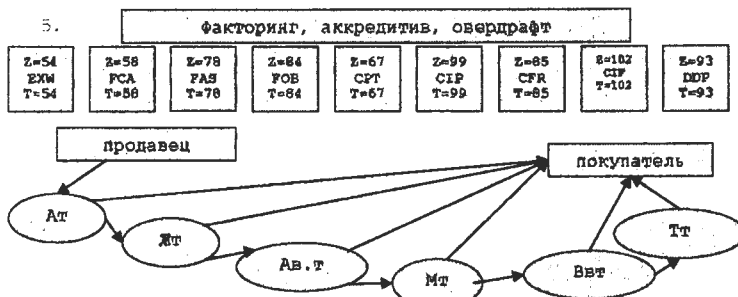 5.
факторинг, аккредитив, овердрафт
Z=54 Z=58 Z=78 Z=84 Z=67 Z=99 Z=85 Z=102 Z=93
EXW FCA FAS FOB CPT CIP CFR CIF DDP
T=54 T=58 T=78 T=84 T=67 T=99 T=85 T=102 T=93
продавец
покупатель
Ат
Жт
Ав.т
Мт
Ввт
Тт